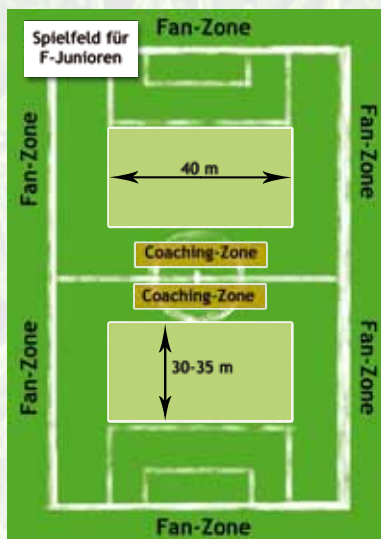 Fan-Zone
Spielfeld für
F-Junioren
Fan-Zone
Fan-Zone
40 m
Coaching-Zone
Coaching-Zone
Fan-Zone
Fan-Zone
30-35 m
Fan-Zone